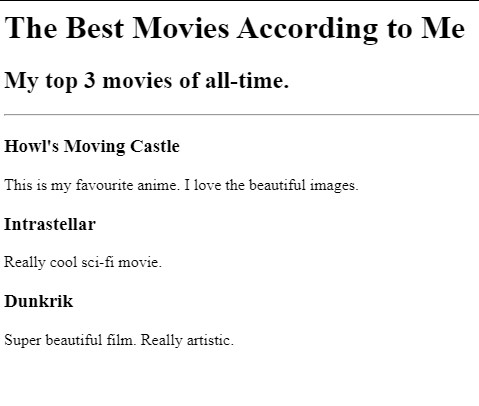 The Best Movies According to Me
My top 3 movies of all-time.
Howl's Moving Castle
This is my favourite anime. I love the beautiful images.
Intrastellar
Really cool sci-fi movie.
Dunkrik
Super beautiful film. Really artistic.